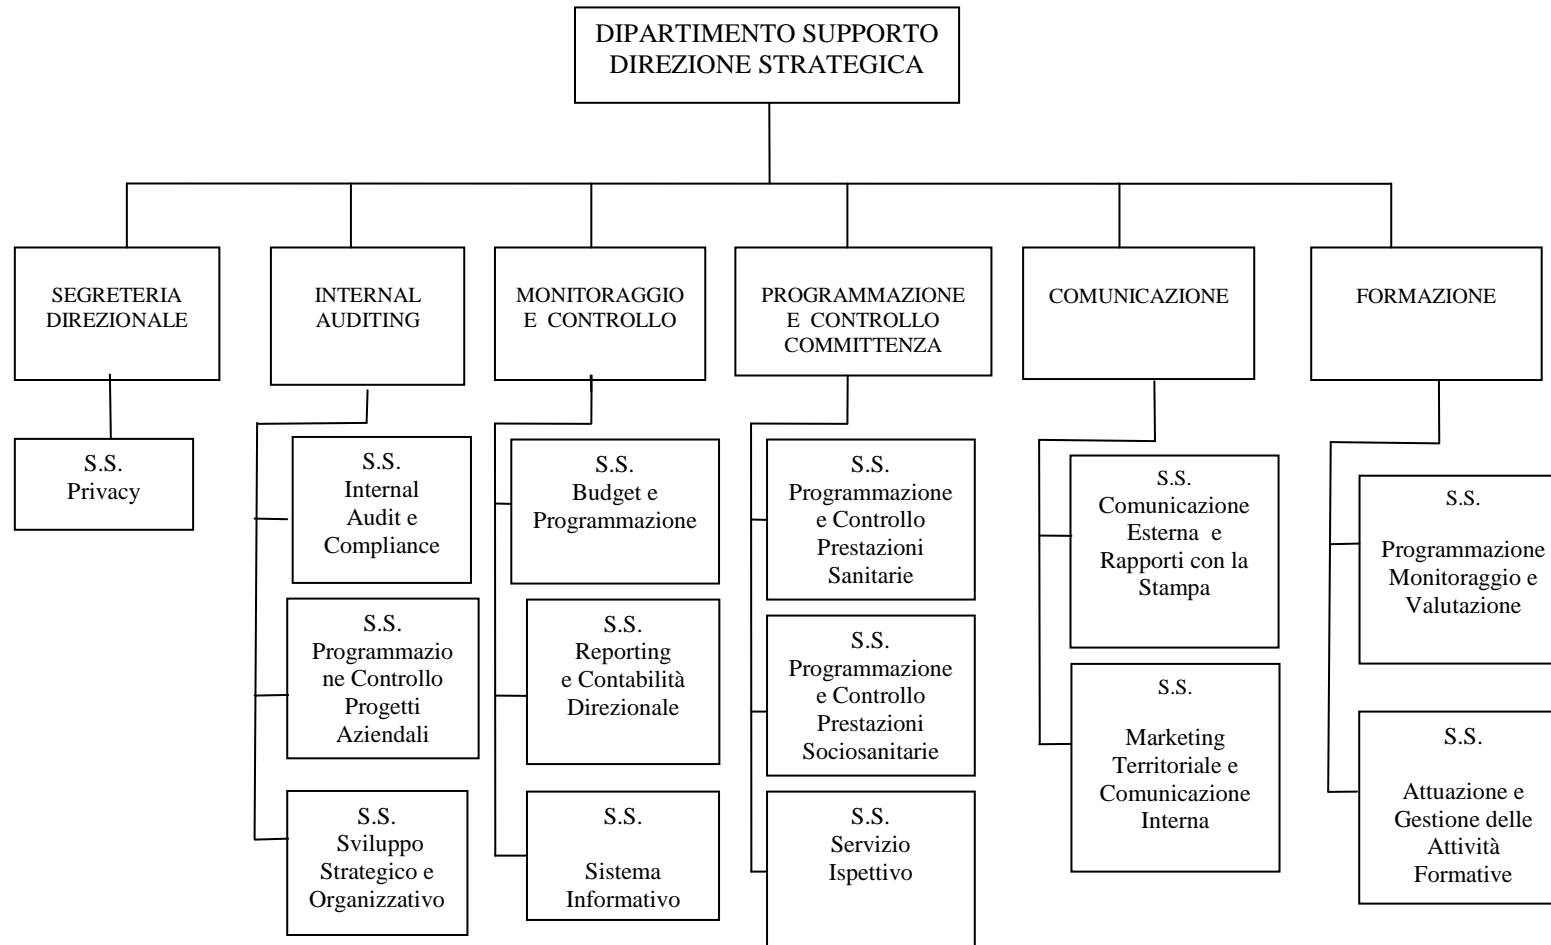 DIPARTIMENTO SUPPORTO
DIREZIONE STRATEGICA
SEGRETERIA
DIREZIONALE
INTERNAL
AUDITING
MONITORAGGIO
E CONTROLLO
PROGRAMMAZIONE
E CONTROLLO
COMMITTENZA
COMUNICAZIONE
FORMAZIONE
S.S.
Privacy
S.S.
Internal
Audit e
Compliance
S.S.
Programmazio
ne Controllo
Progetti
Aziendali
S.S.
Sviluppo
Strategico e
Organizzativo
S.S.
Budget e
Programmazione
S.S.
Reporting
e Contabilità
Direzionale
S.S.
Sistema
Informativo
S.S.
Programmazione
e Controllo
Prestazioni
Sanitarie
S.S.
Programmazione
e Controllo
Prestazioni
Sociosanitarie
S.S.
Servizio
Ispettivo
S.S.
Comunicazione
Esterna e
Rapporti con la
Stampa
S.S.
Marketing
Territoriale e
Comunicazione
Interna
S.S.
Programmazione
Monitoraggio e
Valutazione
S.S.
Attuazione e
Gestione delle
Attività
Formative